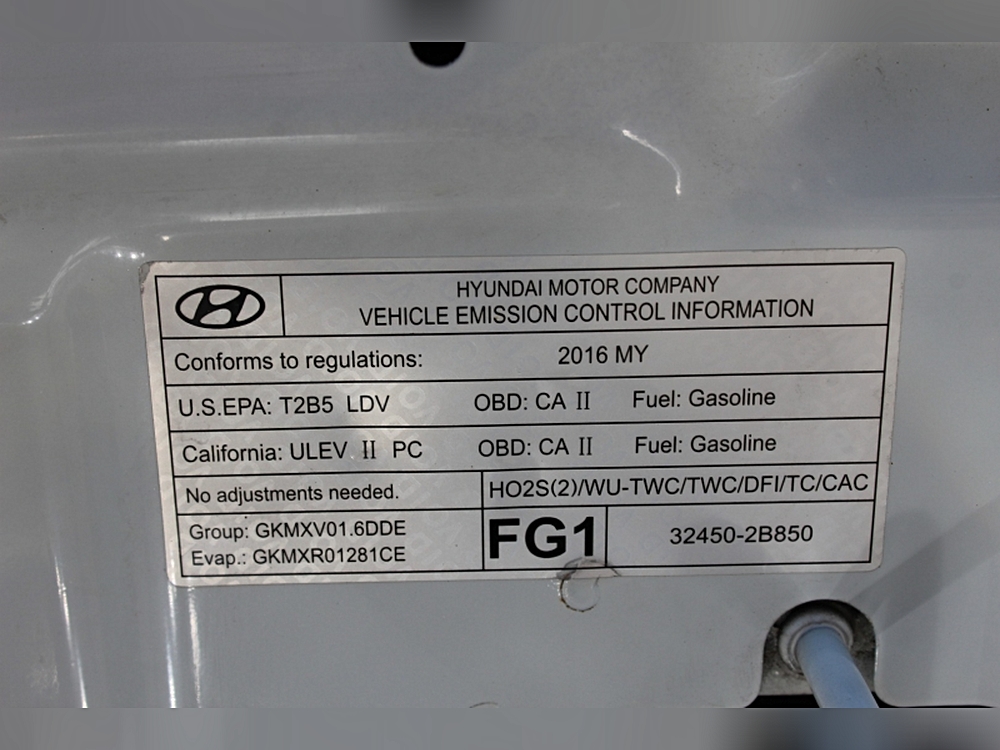 HYUNDAI MOTOR COMPANY
VEHICLE EMISSION CONTROL INFORMATION
Conforms to regulations: 2016 MY
U.S.EPA: T2B5 LDV OBD: CA II Fuel: Gasoline
California: ULEV II PC OBD: CA II Fuel: Gasoline
No adjustments needed. HO2S(2)/WU-TWC/TWC/DFI/TC/CAC
Group: GKMXV01.6DDE
Evap.: GKMXR01281CE
FG1 32450-2B850